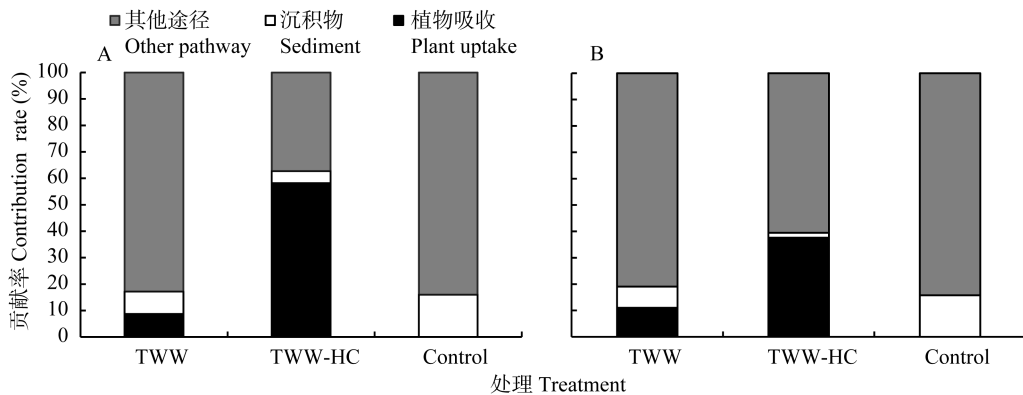 其他途径 沉积物 植物吸收
Other pathway Sediment Plant uptake
A
B
贡献率 Contribution rate (%)
100
90
80
70
60
50
40
30
20
10
0
TWW TWW-HC Control TWW TWW-HC Control
处理 Treatment